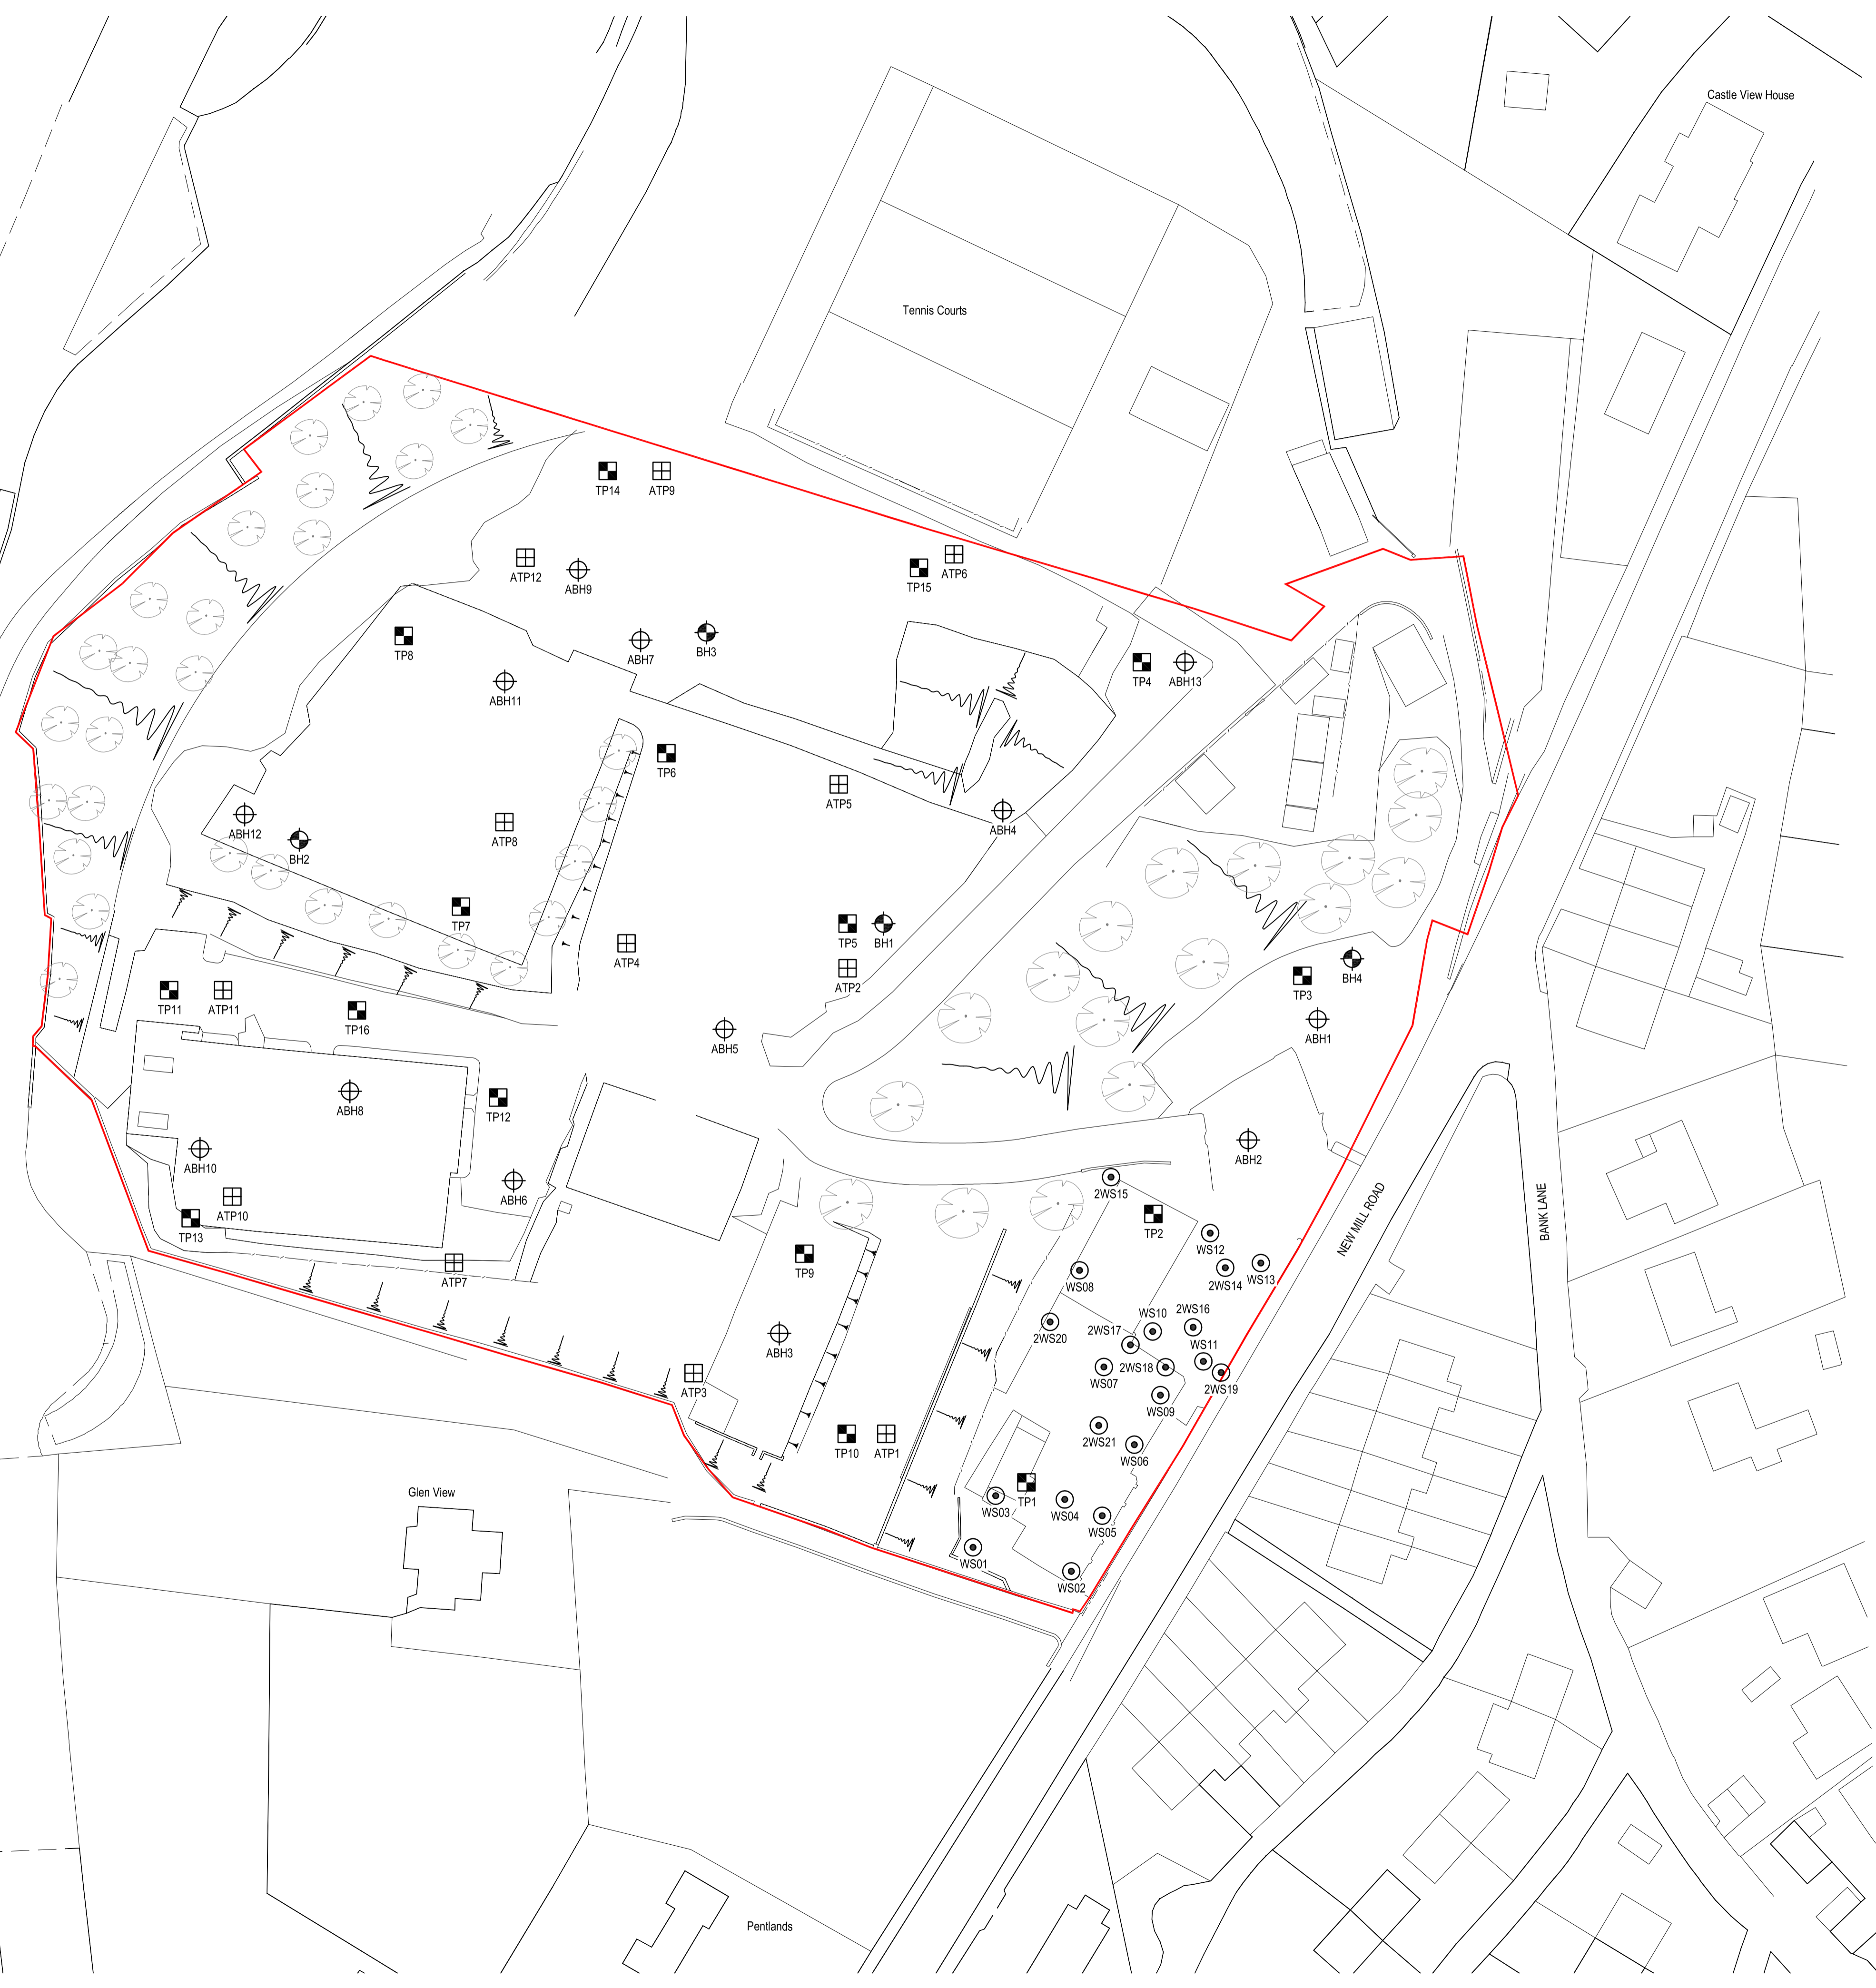 Castle View House
Tennis Courts
TP14
ATP9
ATP12
ABH9
TP15
ATP6
TP8
ABH7
BH3
TP4
ABH13
ABH11
TP6
ATP5
ABH4
ABH12
BH2
ATP8
TP7
TP5
BH1
ATP4
ATP2
BH4
TP3
TP11
ATP11
TP16
ABH5
ABH1
ABH8
TP12
ABH10
ABH6
ABH2
2WS15
NEW MILL ROAD
BANK LANE
ATP10
TP13
TP2
WS12
ATP7
TP9
WS08
2WS14
WS13
2WS20
2WS16
WS10
2WS17
ABH3
WS11
WS07
2WS18
2WS19
ATP3
WS09
TP10
ATP1
2WS21
WS06
Glen View
WS03
TP1
WS04
WS05
WS01
WS02
Pentlands